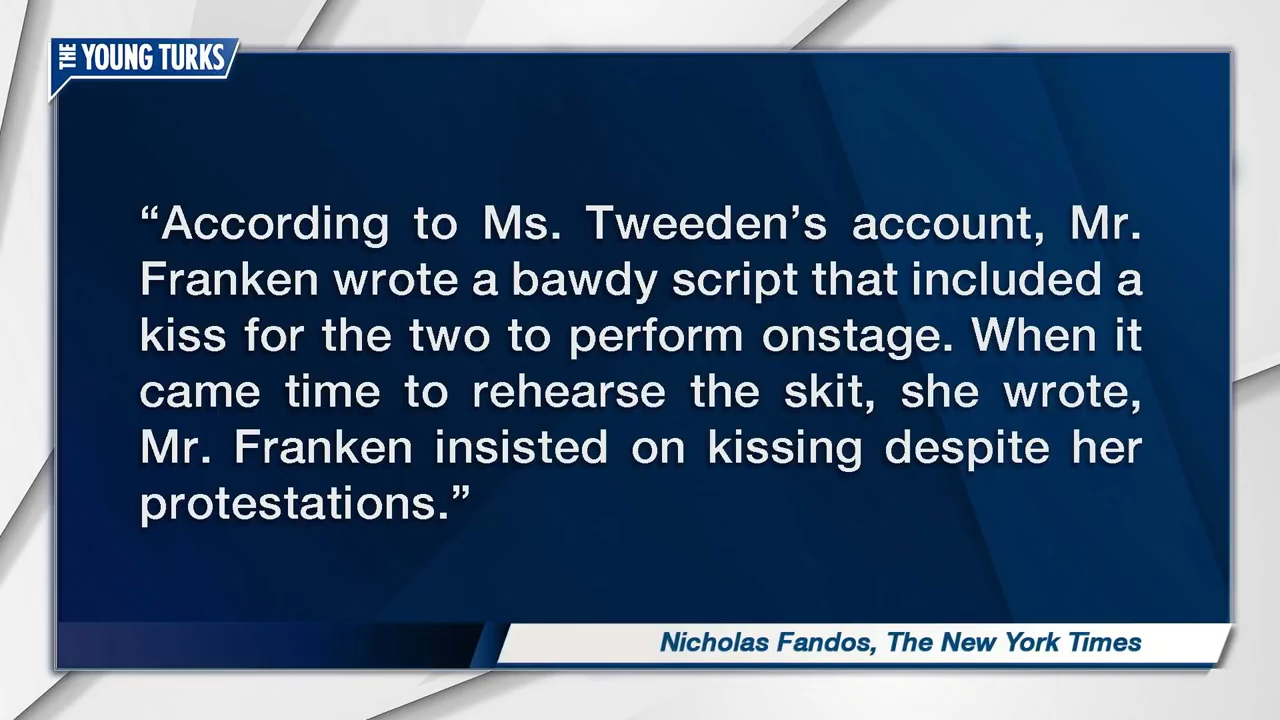 THE YOUNG TURKS
“According to Ms. Tweeden’s account, Mr.
Franken wrote a bawdy script that included a
kiss for the two to perform onstage. When it
came time to rehearse the skit, she wrote,
Mr. Franken insisted on kissing despite her
protestations.”
Nicholas Fandos, The New York Times